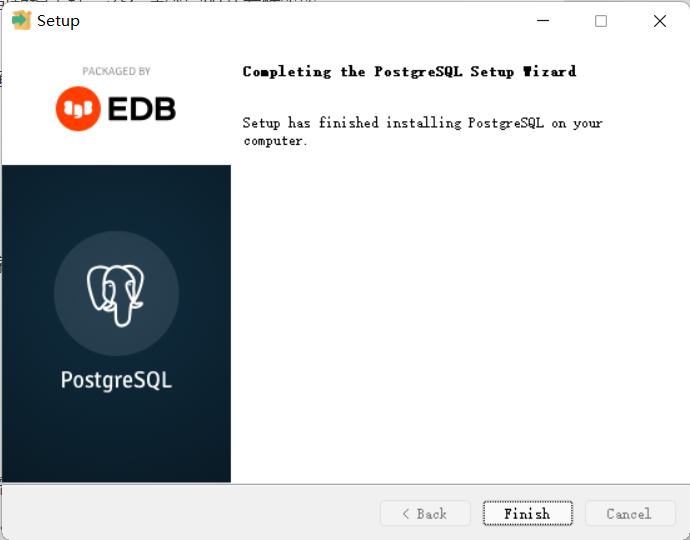 Setup
PACKAGED BY
EDB
Completing the PostgreSQL Setup Wizard
Setup has finished installing PostgreSQL on your
computer.
PostgreSQL
< Back
Finish
Cancel